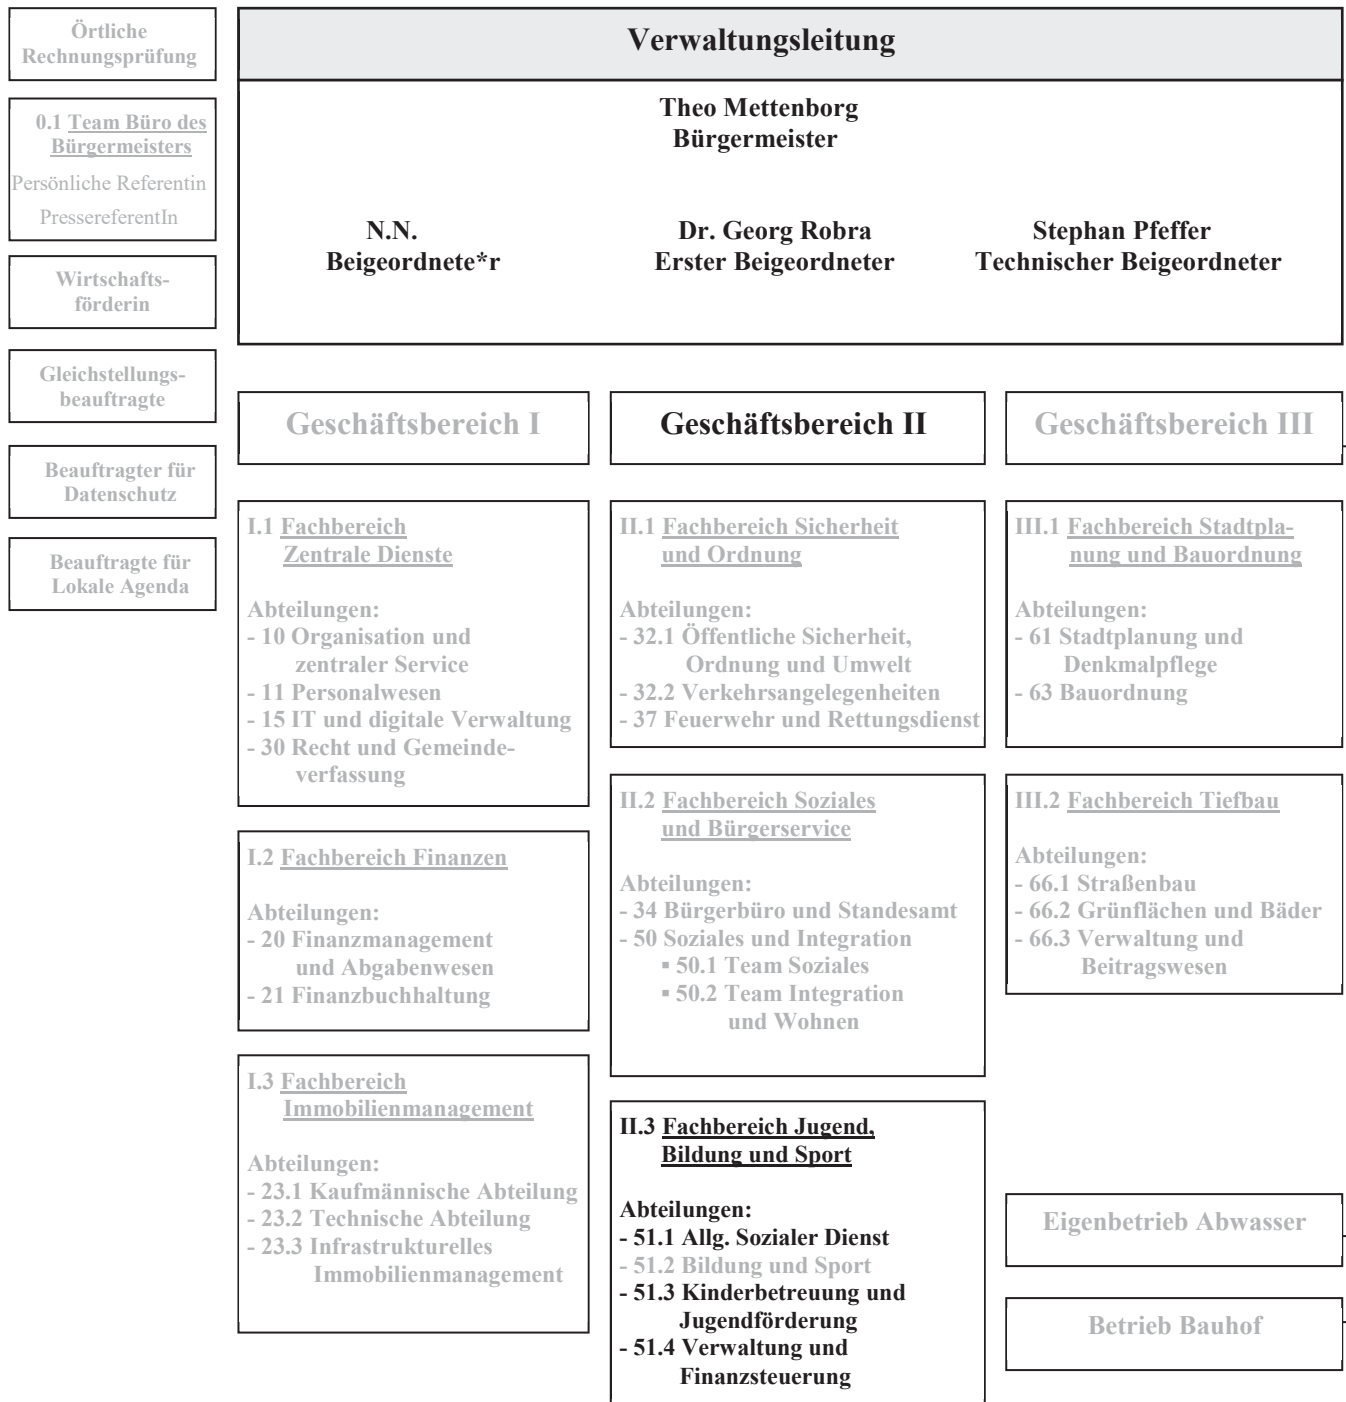 Örtliche
Rechnungsprüfung
0.1 Team Büro des
Bürgermeisters
Persönliche Referentin
PressereferentIn
Wirtschafts-
förderin
Gleichstellungs-
beauftragte
Beauftragter für
Datenschutz
Beauftragte für
Lokale Agenda
Verwaltungsleitung
Theo Mettenborg
Bürgermeister
N.N.
Beigeordnete*r
Dr. Georg Robra
Erster Beigeordneter
Stephan Pfeffer
Technischer Beigeordneter
Geschäftsbereich I
I.1 Fachbereich
Zentrale Dienste
Abteilungen:
- 10 Organisation und
zentraler Service
- 11 Personalwesen
- 15 IT und digitale Verwaltung
- 30 Recht und Gemeinde-
verfassung
I.2 Fachbereich Finanzen
Abteilungen:
- 20 Finanzmanagement
und Abgabenwesen
- 21 Finanzbuchhaltung
I.3 Fachbereich
Immobilienmanagement
Abteilungen:
- 23.1 Kaufmännische Abteilung
- 23.2 Technische Abteilung
- 23.3 Infrastrukturelles
Immobilienmanagement
Geschäftsbereich II
II.1 Fachbereich Sicherheit
und Ordnung
Abteilungen:
- 32.1 Öffentliche Sicherheit,
Ordnung und Umwelt
- 32.2 Verkehrsangelegenheiten
- 37 Feuerwehr und Rettungsdienst
II.2 Fachbereich Soziales
und Bürgerservice
Abteilungen:
- 34 Bürgerbüro und Standesamt
- 50 Soziales und Integration
▪ 50.1 Team Soziales
▪ 50.2 Team Integration
und Wohnen
II.3 Fachbereich Jugend,
Bildung und Sport
Abteilungen:
- 51.1 Allg. Sozialer Dienst
- 51.2 Bildung und Sport
- 51.3 Kinderbetreuung und
Jugendförderung
- 51.4 Verwaltung und
Finanzsteuerung
Geschäftsbereich III
III.1 Fachbereich Stadtpla-
nung und Bauordnung
Abteilungen:
- 61 Stadtplanung und
Denkmalpflege
- 63 Bauordnung
III.2 Fachbereich Tiefbau
Abteilungen:
- 66.1 Straßenbau
- 66.2 Grünflächen und Bäder
- 66.3 Verwaltung und
Beitragswesen
Eigenbetrieb Abwasser
Betrieb Bauhof